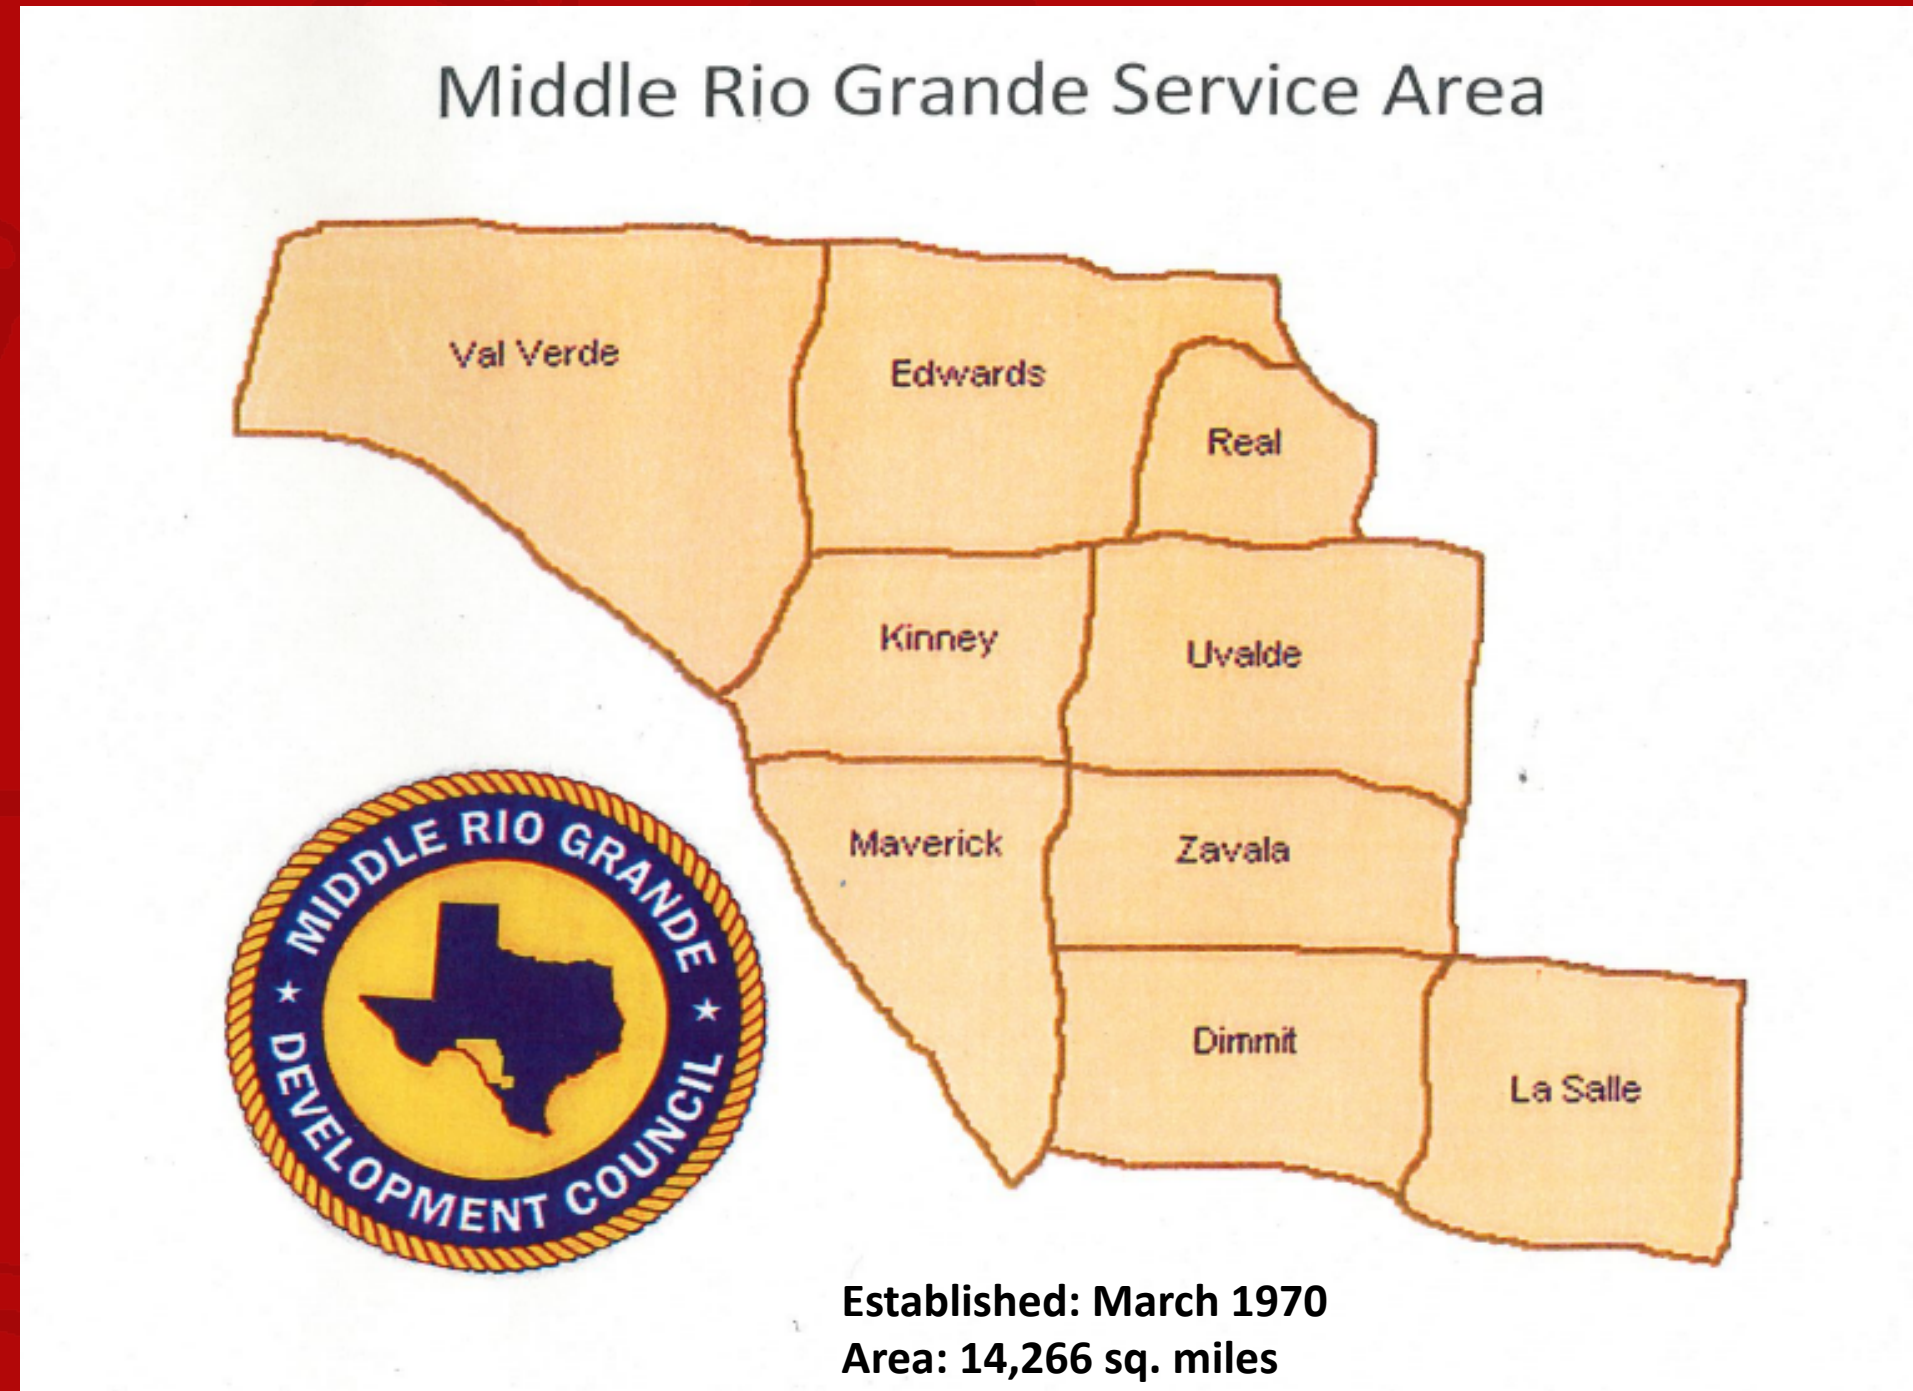 Middle Rio Grande Service Area
Val Verde
Edwards
Real
Kinney
Uvalde
Maverick
Zavala
Dimmit
La Salle
MIDDLE RIO GRANDE
DEVELOPMENT COUNCIL
Established: March 1970
Area: 14,266 sq. miles